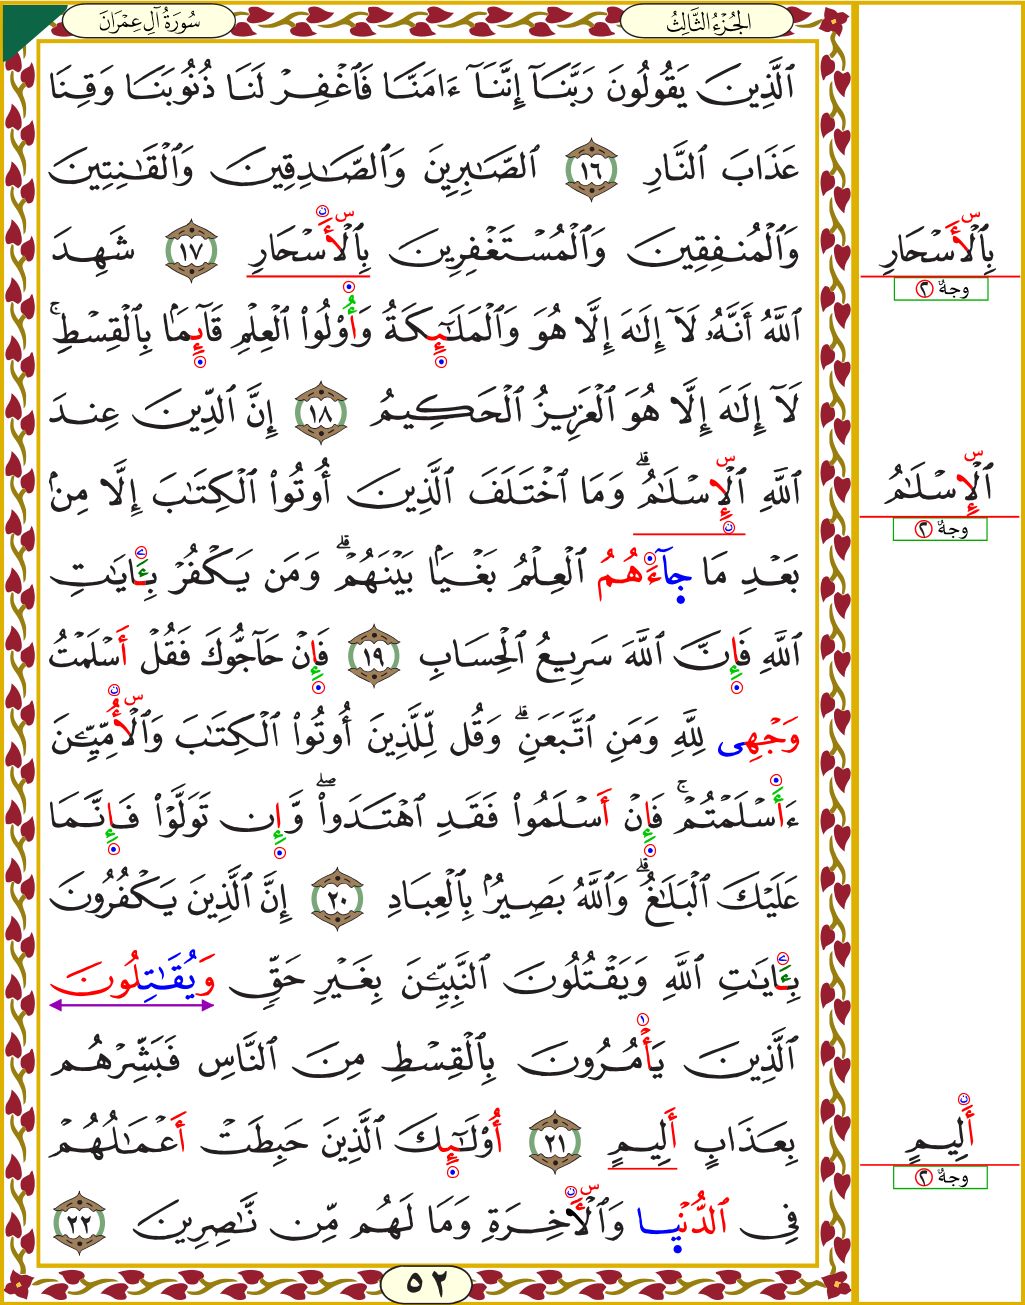 الجُزْءُ الثَّالِثُ
سُورَةُ آلِ عِمْرَانَ
ٱلَّذِينَ يَقُولُونَ رَبَّنَآ إِنَّنَآ ءَامَنَّا فَٱغْفِرْ لَنَا ذُنُوبَنَا وَقِنَا
عَذَابَ ٱلنَّارِ ١٦ ٱلصَّـٰبِرِينَ وَٱلصَّـٰدِقِينَ وَٱلْقَـٰنِتِينَ
وَٱلْمُنفِقِينَ وَٱلْمُسْتَغْفِرِينَ بِٱلْأَسْحَارِ ١٧ شَهِدَ
ٱللَّهُ أَنَّهُۥ لَآ إِلَـٰهَ إِلَّا هُوَ وَٱلْمَلَـٰٓئِكَةُ وَأُو۟لُوا۟ ٱلْعِلْمِ قَآئِمًۢا بِٱلْقِسْطِ ۚ
لَآ إِلَـٰهَ إِلَّا هُوَ ٱلْعَزِيزُ ٱلْحَكِيمُ ١٨ إِنَّ ٱلدِّينَ عِندَ
ٱللَّهِ ٱلْإِسْلَـٰمُ ۗ وَمَا ٱخْتَلَفَ ٱلَّذِينَ أُوتُوا۟ ٱلْكِتَـٰبَ إِلَّا مِنۢ
بَعْدِ مَا جَآءَهُمُ ٱلْعِلْمُ بَغْيًۢا بَيْنَهُمْ ۗ وَمَن يَكْفُرْ بِـَٔايَـٰتِ
ٱللَّهِ فَإِنَّ ٱللَّهَ سَرِيعُ ٱلْحِسَابِ ١٩ فَإِنْ حَآجُّوكَ فَقُلْ أَسْلَمْتُ
وَجْهِى لِلَّهِ وَمَنِ ٱتَّبَعَنِ ۗ وَقُل لِّلَّذِينَ أُوتُوا۟ ٱلْكِتَـٰبَ وَٱلْأُمِّيِّـۧنَ
ءَأَسْلَمْتُمْ ۚ فَإِنْ أَسْلَمُوا۟ فَقَدِ ٱهْتَدَوا۟ ۖ وَّإِن تَوَلَّوْا۟ فَإِنَّمَا
عَلَيْكَ ٱلْبَلَـٰغُ ۗ وَٱللَّهُ بَصِيرٌۢ بِٱلْعِبَادِ ٢٠ إِنَّ ٱلَّذِينَ يَكْفُرُونَ
بِـَٔايَـٰتِ ٱللَّهِ وَيَقْتُلُونَ ٱلنَّبِيِّـۧنَ بِغَيْرِ حَقٍّ وَيُقَـٰتِلُونَ
ٱلَّذِينَ يَأْمُرُونَ بِٱلْقِسْطِ مِنَ ٱلنَّاسِ فَبَشِّرْهُم
بِعَذَابٍ أَلِيمٍ ٢١ أُو۟لَـٰٓئِكَ ٱلَّذِينَ حَبِطَتْ أَعْمَـٰلُهُمْ
فِى ٱلدُّنْيَا وَٱلْـَٔاخِرَةِ وَمَا لَهُم مِّن نَّـٰصِرِينَ ٢٢
٥٢
بِٱلْأَسْحَارِ
وجهٌ ٢
ٱلْإِسْلَـٰمُ
وجهٌ ٢
أَلِيمٍ
وجهٌ ٢